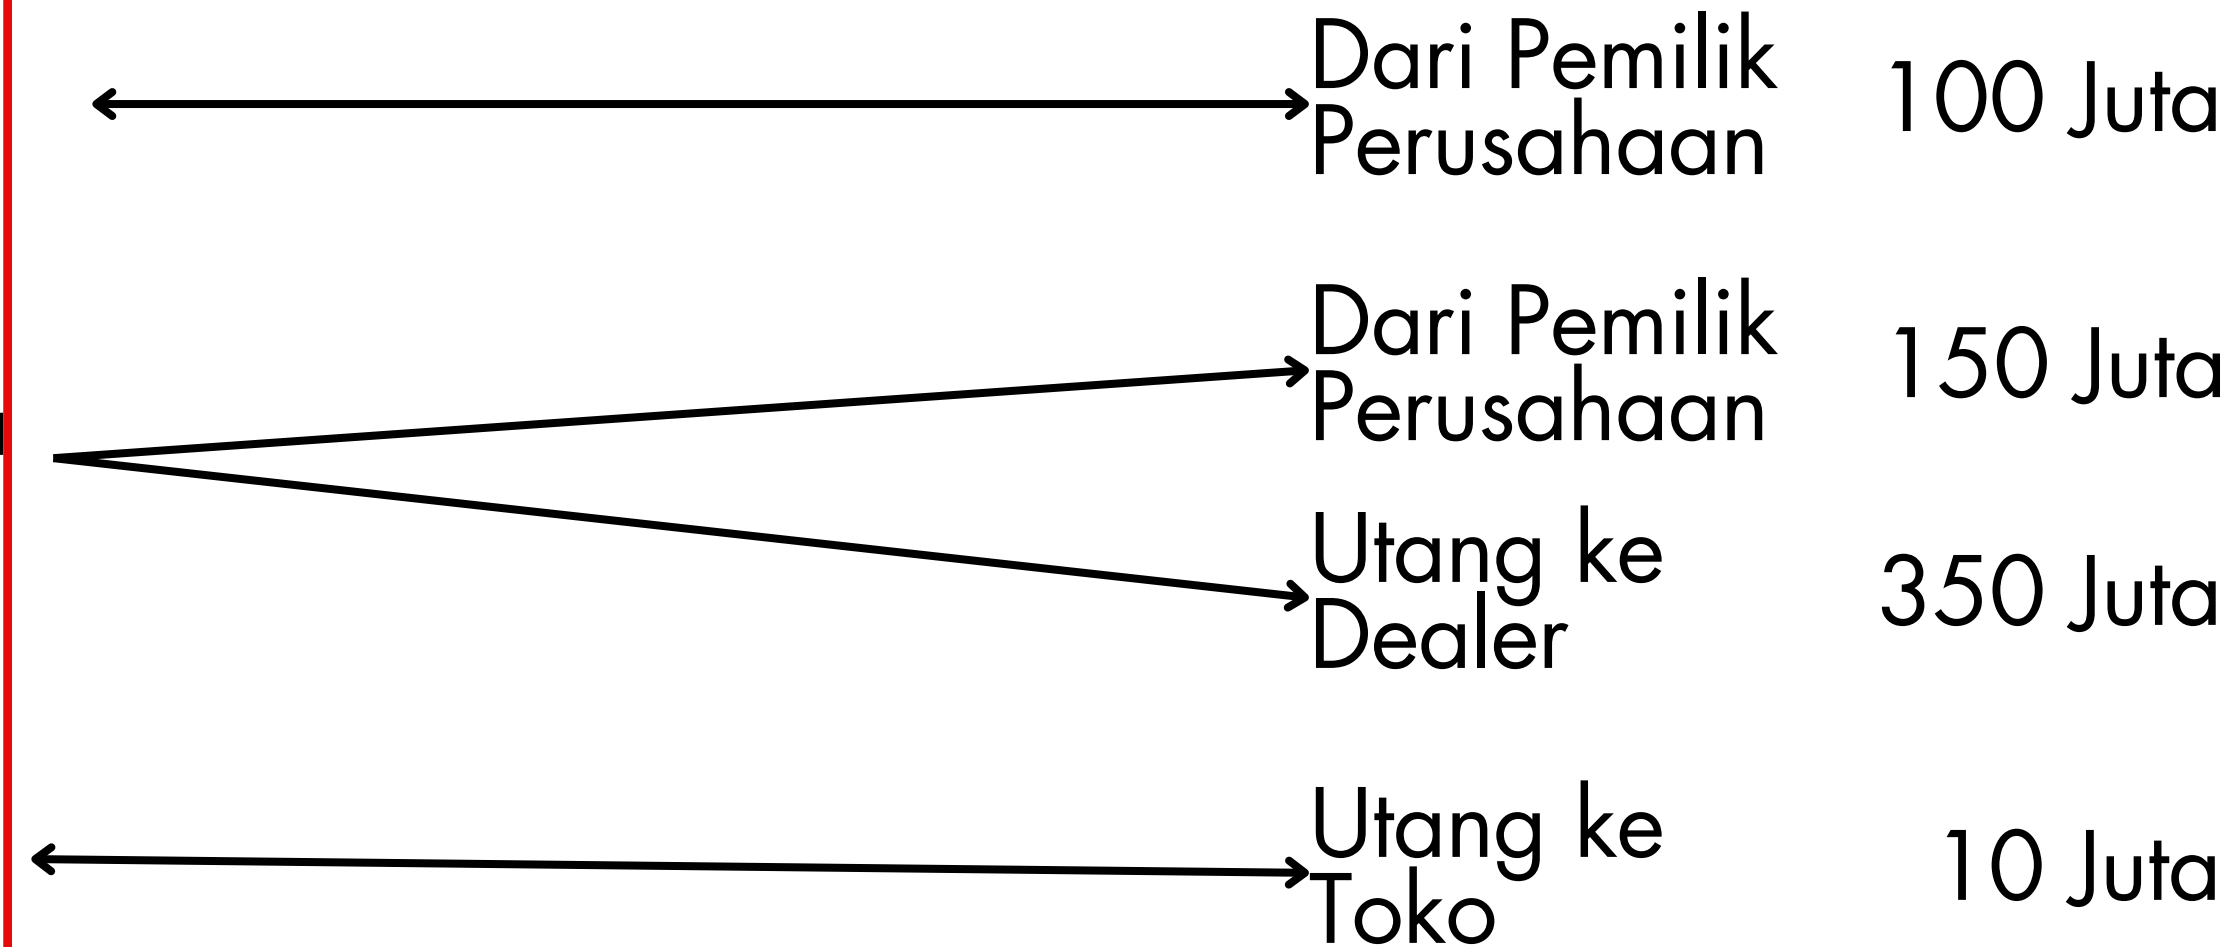 Dari Pemilik
Perusahaan
100 Juta
Dari Pemilik
Perusahaan
150 Juta
Utang ke
Dealer
350 Juta
Utang ke
Toko
10 Juta